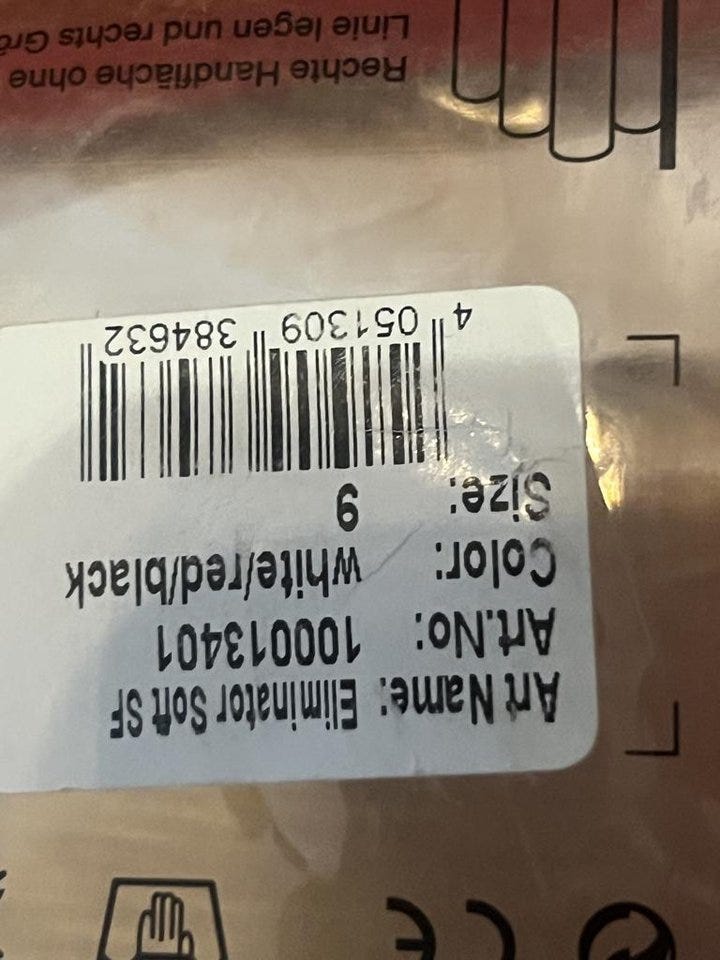 CE
Art Name: Eliminator Soft SF
Art.No: 100013401
Color: white/red/black
Size: 9
4 051309 384632
Rechte Handfläche ohne
Linie legen und rechts